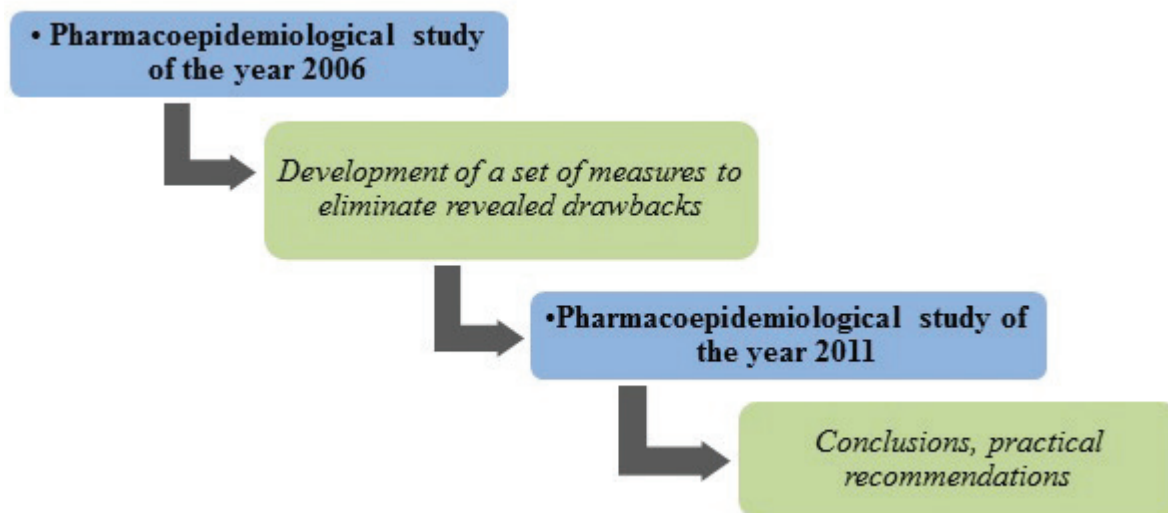 • Pharmacoepidemiological study
of the year 2006
Development of a set of measures to
eliminate revealed drawbacks
•Pharmacoepidemiological study of
the year 2011
Conclusions, practical
recommendations